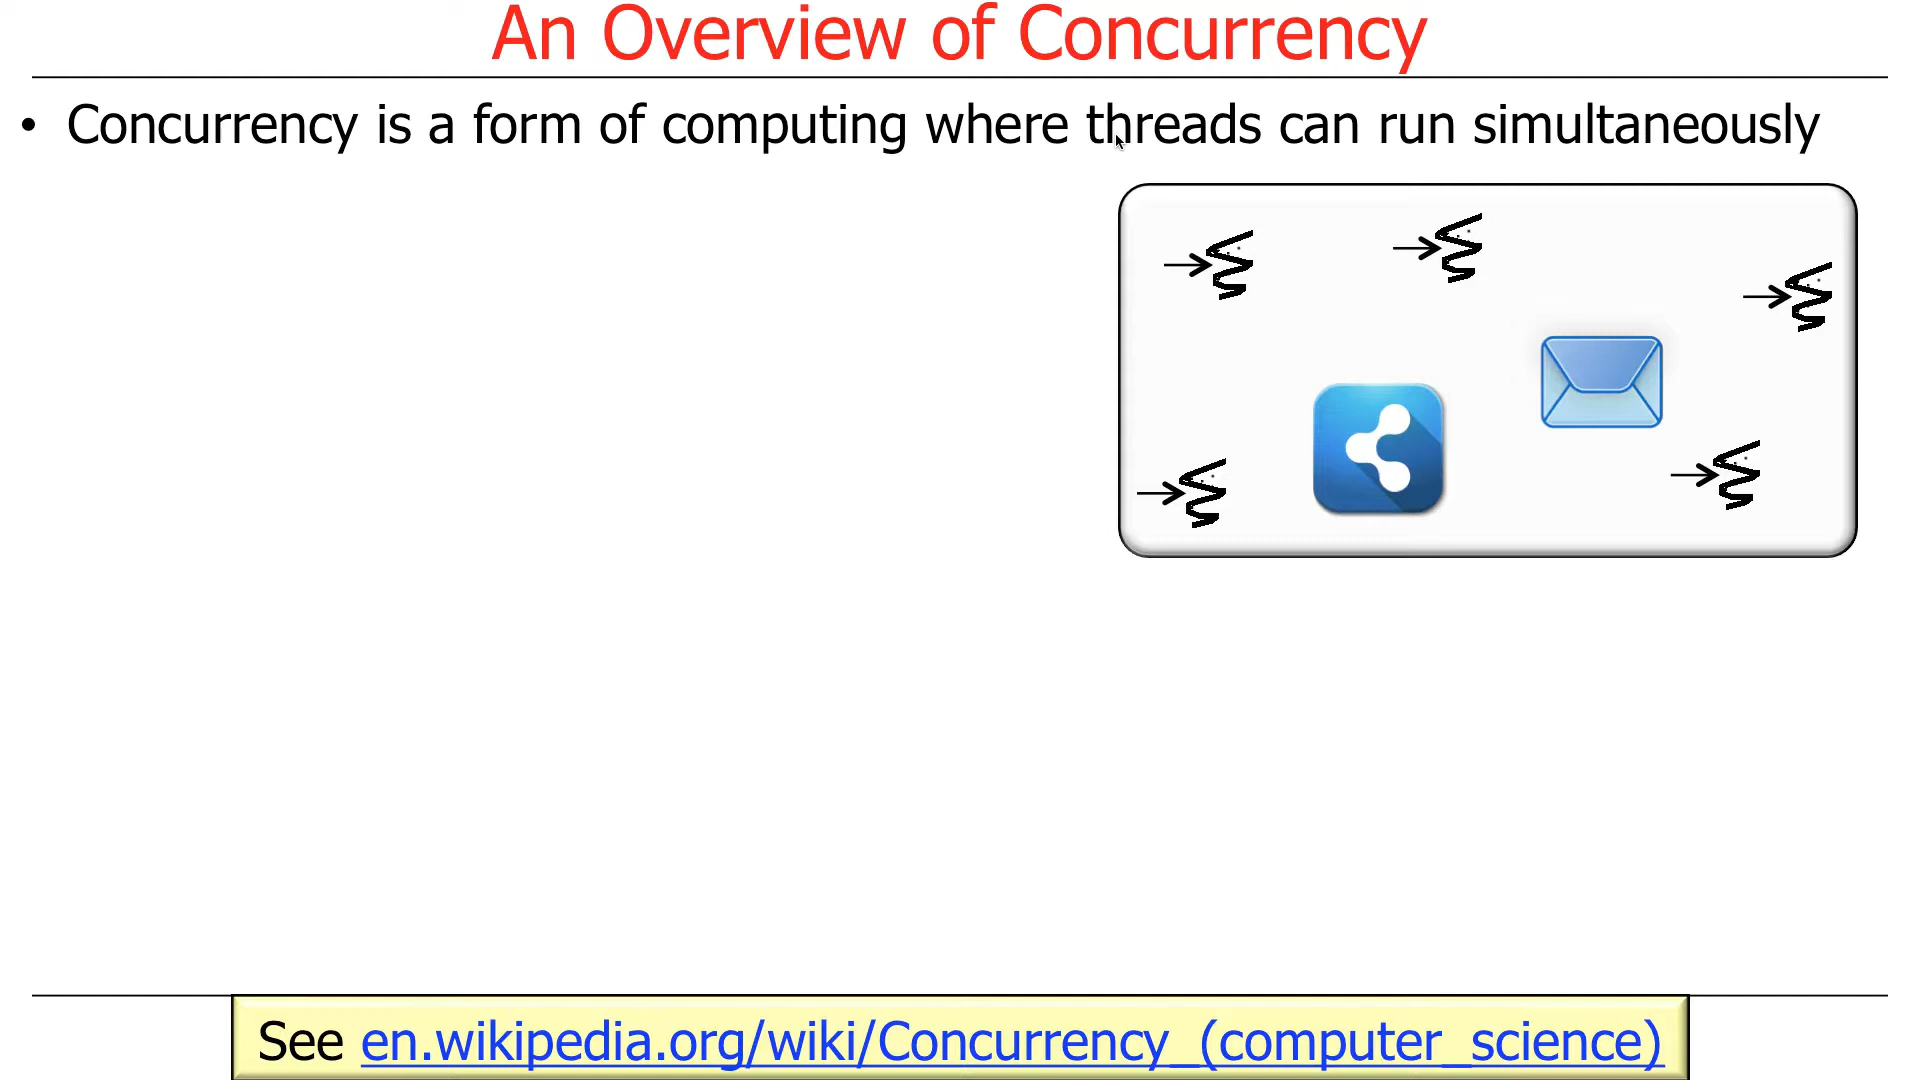 An Overview of Concurrency
• Concurrency is a form of computing where threads can run simultaneously
See en.wikipedia.org/wiki/Concurrency_(computer_science)